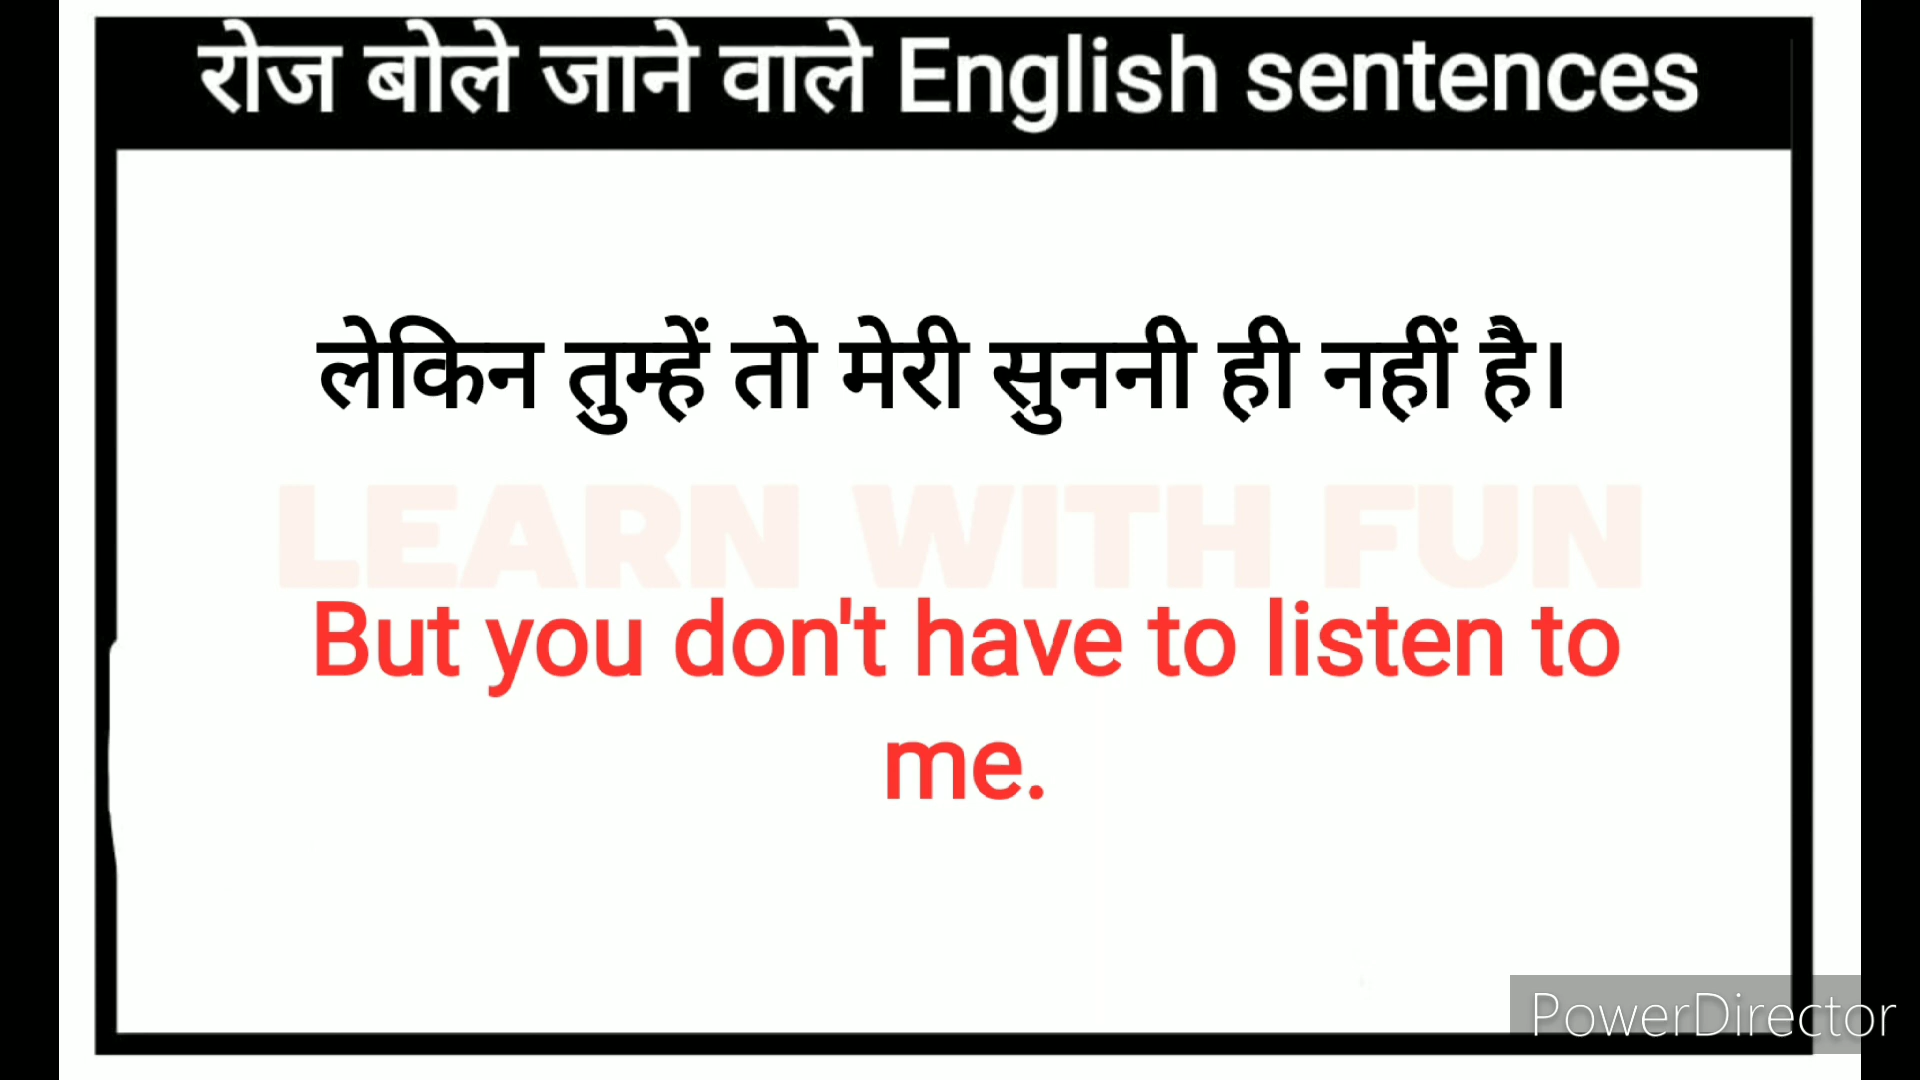 रोज बोले जाने वाले English sentences
लेकिन तुम्हें तो मेरी सुननी ही नहीं है।
LEARN WITH FUN
But you don't have to listen to
me.
PowerDirector